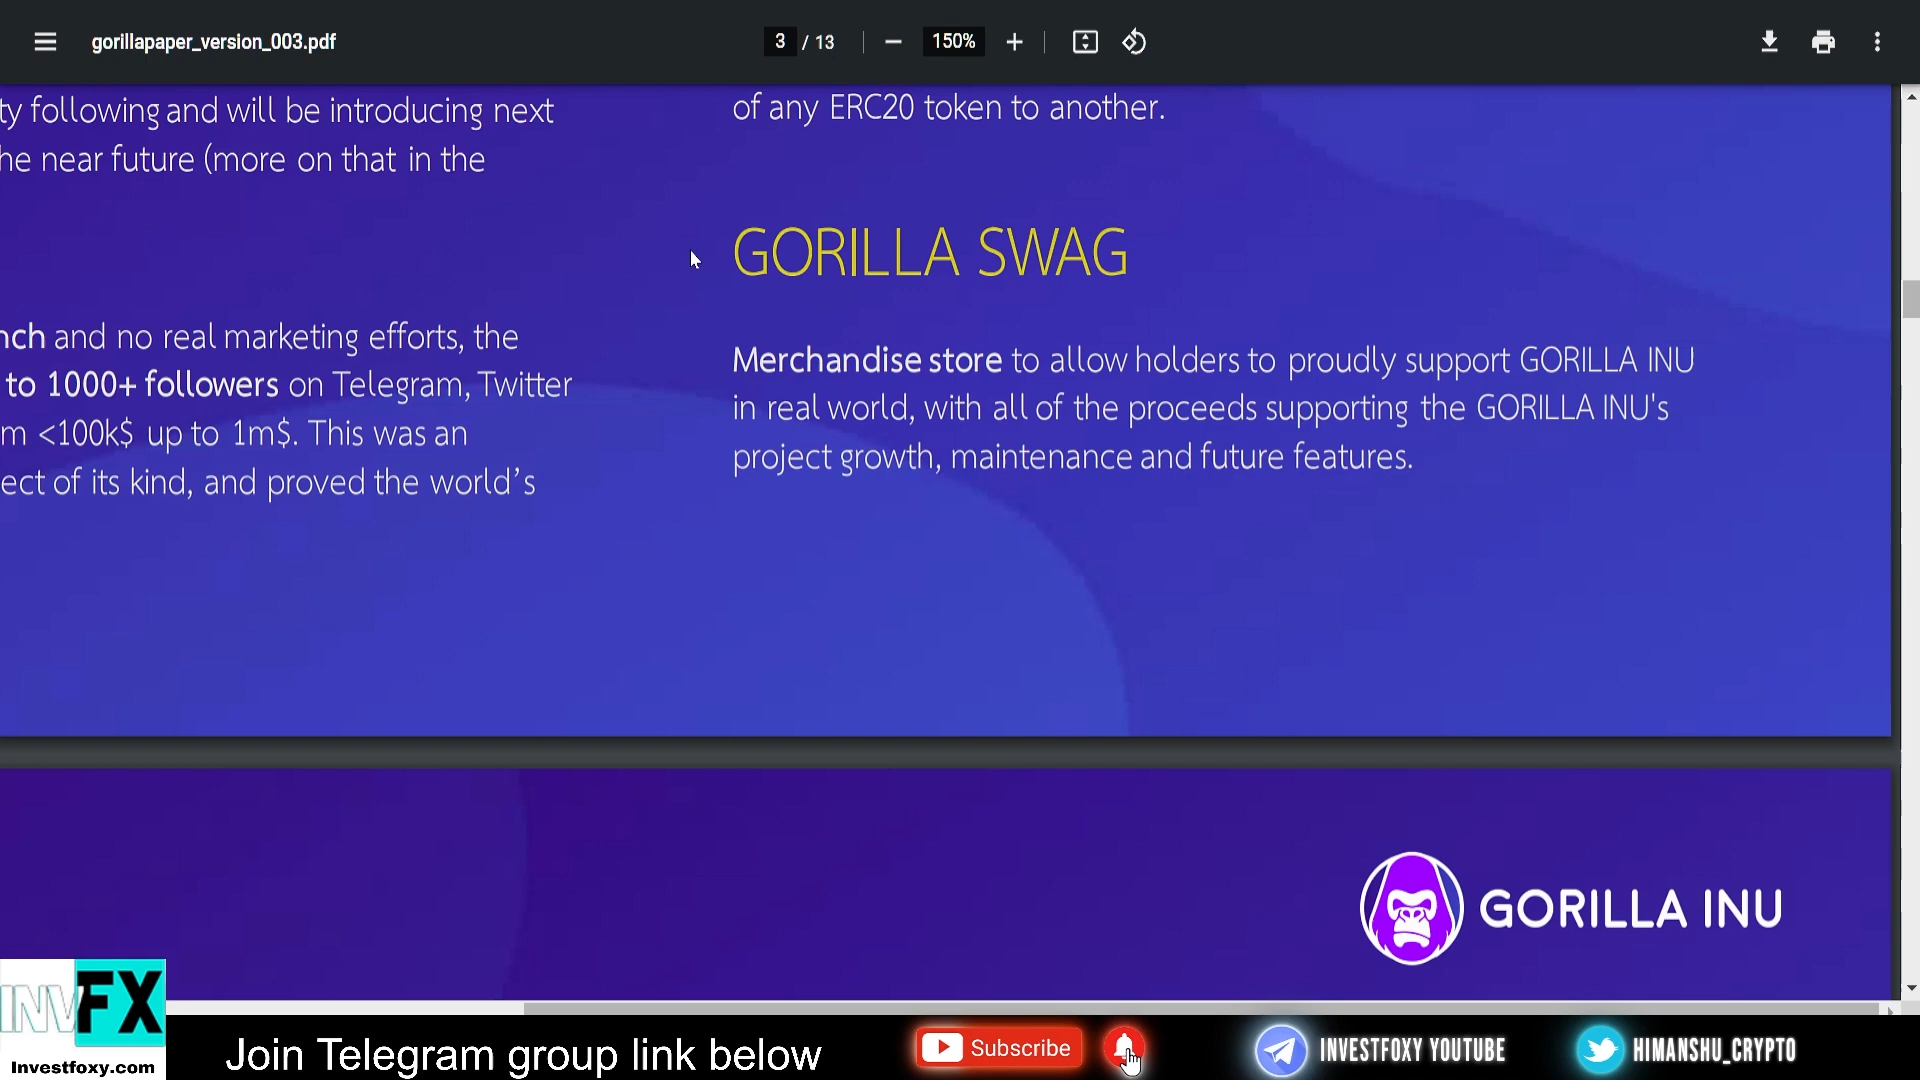 gorillapaper_version_003.pdf
3 / 13
150%
ty following and will be introducing next
he near future (more on that in the
nch and no real marketing efforts, the
to 1000+ followers on Telegram, Twitter
m <100k$ up to 1m$. This was an
ect of its kind, and proved the world's
of any ERC20 token to another.
GORILLA SWAG
Merchandise store to allow holders to proudly support GORILLA INU
in real world, with all of the proceeds supporting the GORILLA INU's
project growth, maintenance and future features.
GORILLA INU
INVFX
Investfoxy.com
Join Telegram group link below
Subscribe
INVESTFOXY YOUTUBE
HIMANSHU_CRYPTO